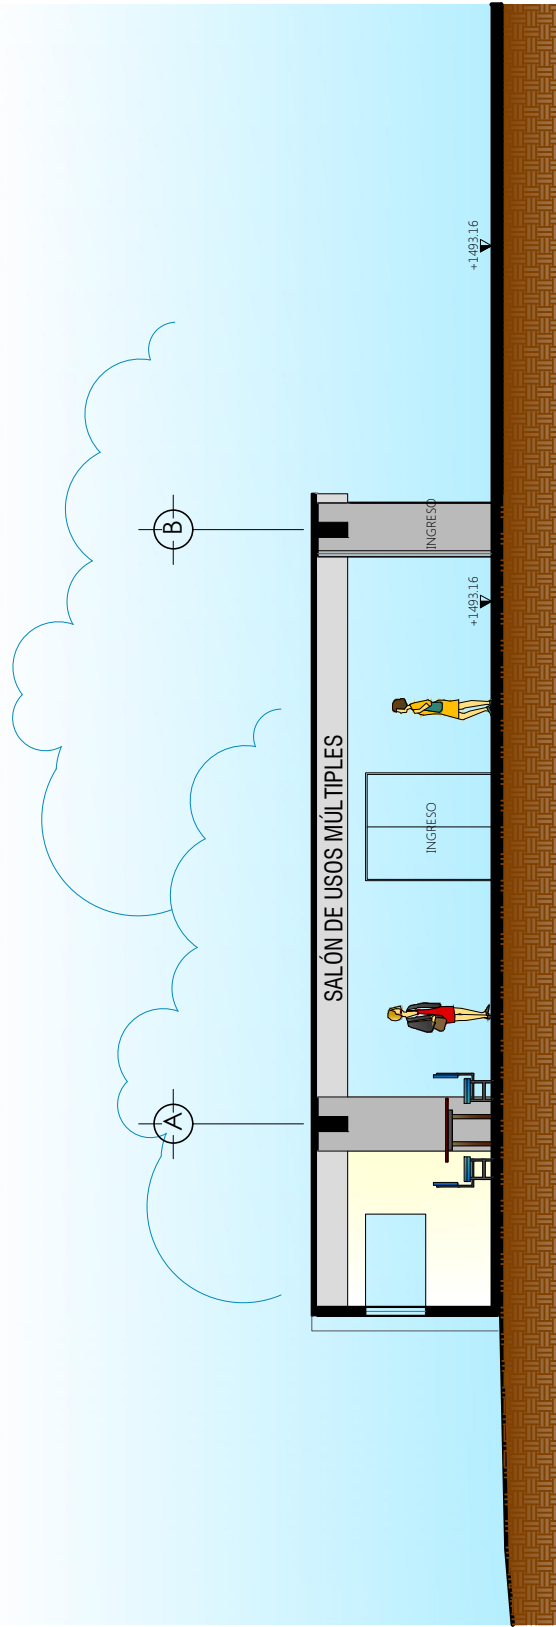 A
B
SALÓN DE USOS MÚLTIPLES
INGRESO
INGRESO
+1493.16
+1493.16